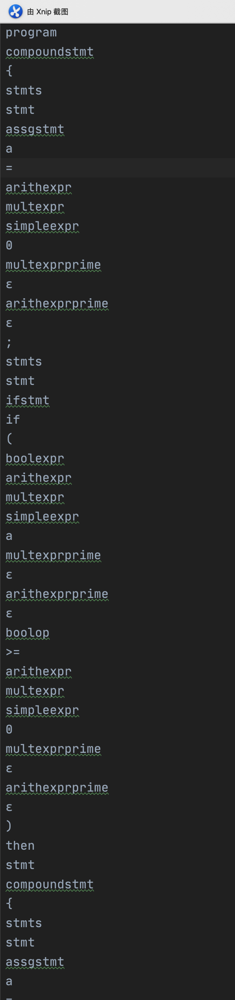 由 Xnip 截图
program
compoundstmt
{
stmts
stmt
assgstmt
a
=
arithexpr
multexpr
simpleexpr
0
multexprprime
ε
arithexprprime
ε
;
stmts
stmt
ifstmt
if
(
boolexpr
arithexpr
multexpr
simpleexpr
a
multexprprime
ε
arithexprprime
ε
boolop
>=
arithexpr
multexpr
simpleexpr
0
multexprprime
ε
arithexprprime
ε
)
then
stmt
compoundstmt
{
stmts
stmt
assgstmt
a